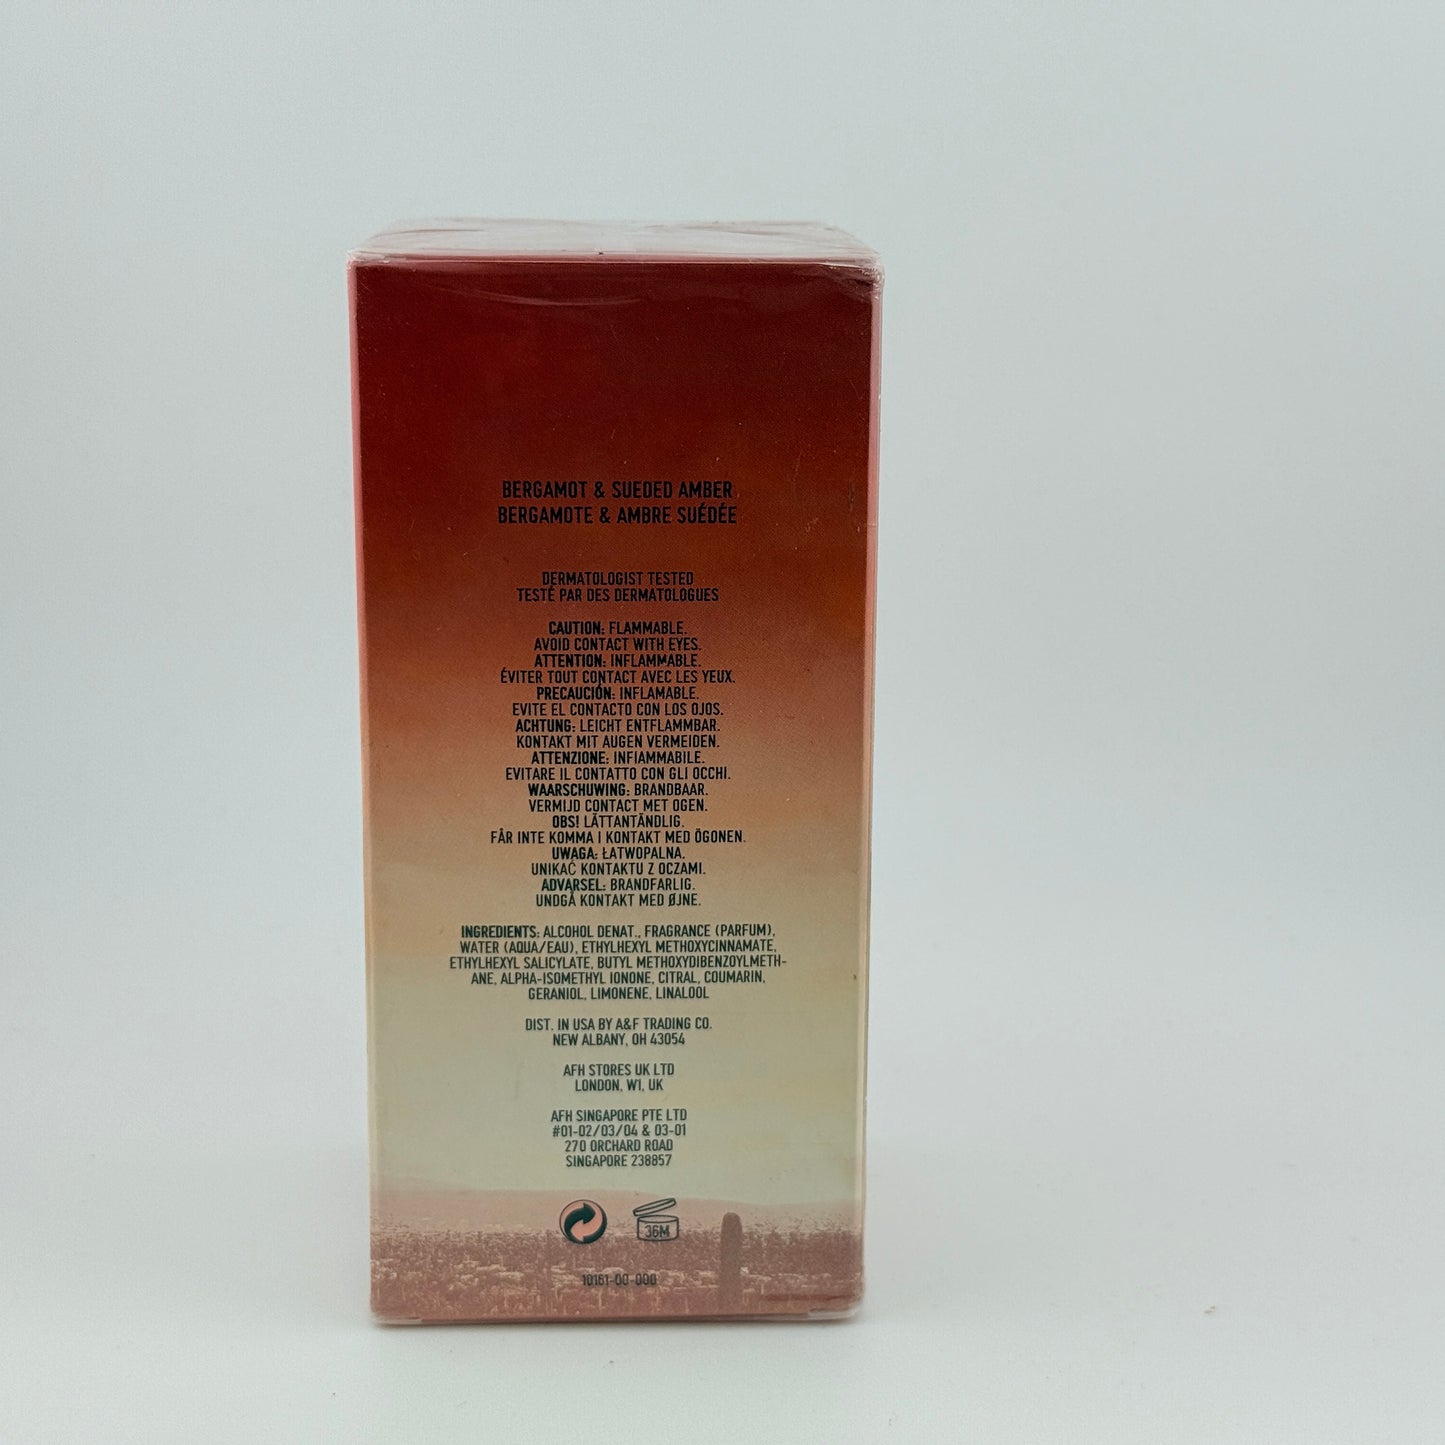 BERGAMOT & SUEDED AMBER
BERGAMOTE & AMBRE SUÉDÉE
DERMATOLOGIST TESTED
TESTÉ PAR DES DERMATOLOGUES
CAUTION: FLAMMABLE.
AVOID CONTACT WITH EYES.
ATTENTION: INFLAMMABLE.
ÉVITER TOUT CONTACT AVEC LES YEUX.
PRECAUCIÓN: INFLAMABLE.
EVITE EL CONTACTO CON LOS OJOS.
ACHTUNG: LEICHT ENTFLAMMBAR.
KONTAKT MIT AUGEN VERMEIDEN.
ATTENZIONE: INFIAMMABILE.
EVITARE IL CONTATTO CON GLI OCCHI.
WAARSCHUWING: BRANDBAAR.
VERMIJD CONTACT MET OGEN.
OBS! LÄTTANTÄNDLIG.
FÅR INTE KOMMA I KONTAKT MED ÖGONEN.
UWAGA: ŁATWOPALNA.
UNIKAĆ KONTAKTU Z OCZAMI.
ADVARSEL: BRANDFARLIG.
UNDGÅ KONTAKT MED ØJNE.
INGREDIENTS: ALCOHOL DENAT., FRAGRANCE (PARFUM),
WATER (AQUA/EAU), ETHYLHEXYL METHOXYCINNAMATE,
ETHYLHEXYL SALICYLATE, BUTYL METHOXYDIBENZOYLMETH-
ANE, ALPHA-ISOMETHYL IONONE, CITRAL, COUMARIN,
GERANIOL, LIMONENE, LINALOOL
DIST. IN USA BY A&F TRADING CO.
NEW ALBANY, OH 43054
AFH STORES UK LTD
LONDON, W1, UK
AFH SINGAPORE PTE LTD
#01-02/03/04 & 03-01
270 ORCHARD ROAD
SINGAPORE 238857
36M
10161-00-000